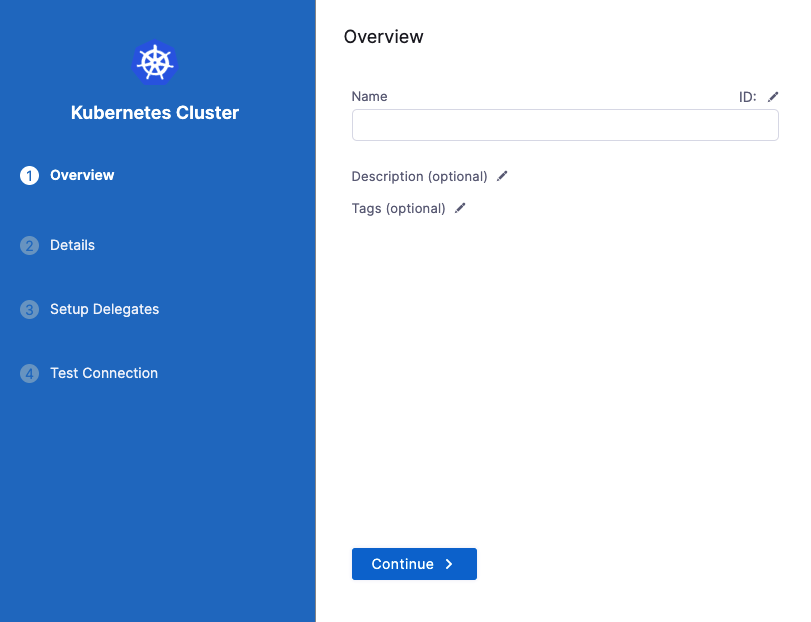 Kubernetes Cluster
1 Overview
2 Details
3 Setup Delegates
4 Test Connection
Overview
Name ID:
Description (optional)
Tags (optional)
Continue